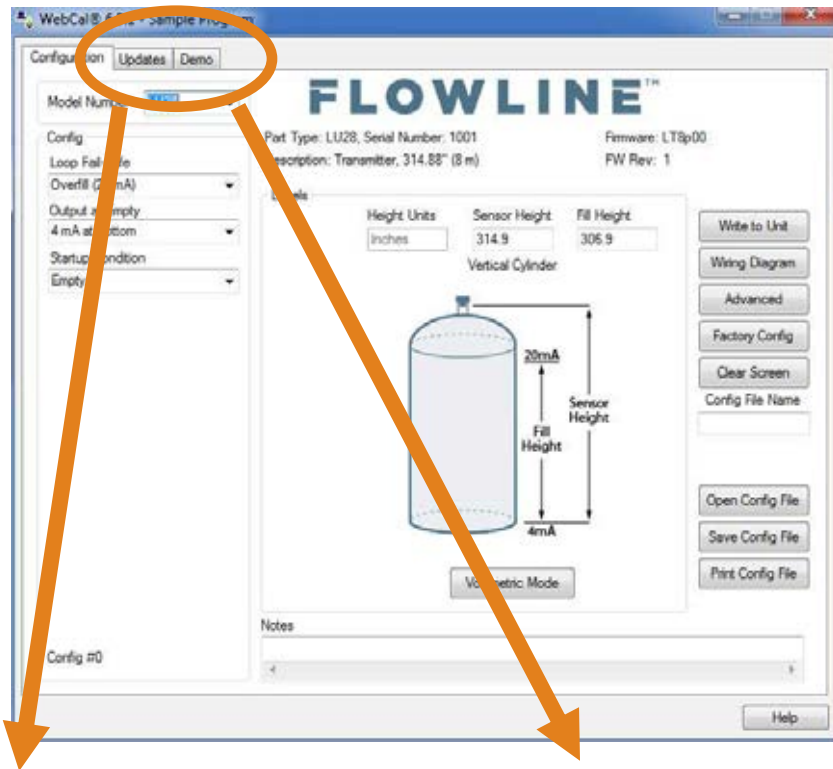 WebCal® - Sample Program
Configuration Updates Demo
Model Number
FLOWLINE™
Config
Part Type: LU28, Serial Number: 1001
Firmware: LT8p00
Description: Transmitter, 314.88" (8 m)
FW Rev: 1
Loop Fail-
Overfill
Output at Empty
4 mA at Bottom
Startup Condition
Empty
Height Units
Sensor Height
Fill Height
Inches
314.9
306.9
Vertical Cylinder
20mA
Sensor
Height
Fill
Height
4mA
Volumetric Mode
Write to Unit
Wiring Diagram
Advanced
Factory Config
Clear Screen
Config File Name
Open Config File
Save Config File
Print Config File
Notes
Config #0
Help